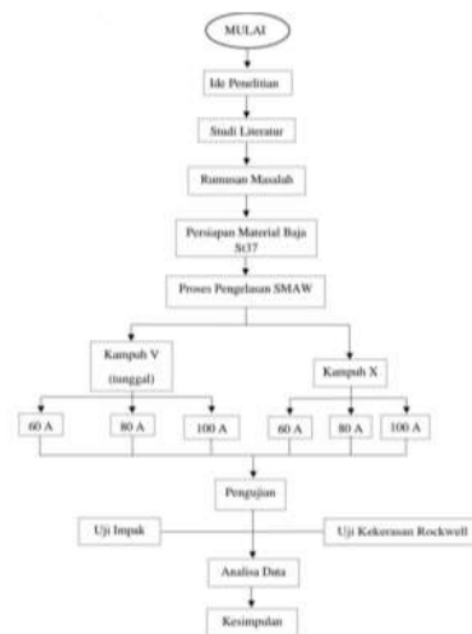 MULAI
Ide Penelitian
Studi Literatur
Rumusan Masalah
Persiapan Material Baja
St37
Proses Pengelasan SMAW
Kampuh V
(tunggal)
Kampuh X
60 A
80 A
100 A
60 A
80 A
100 A
Pengujian
Uji Impak
Uji Kekerasan Rockwell
Analisa Data
Kesimpulan